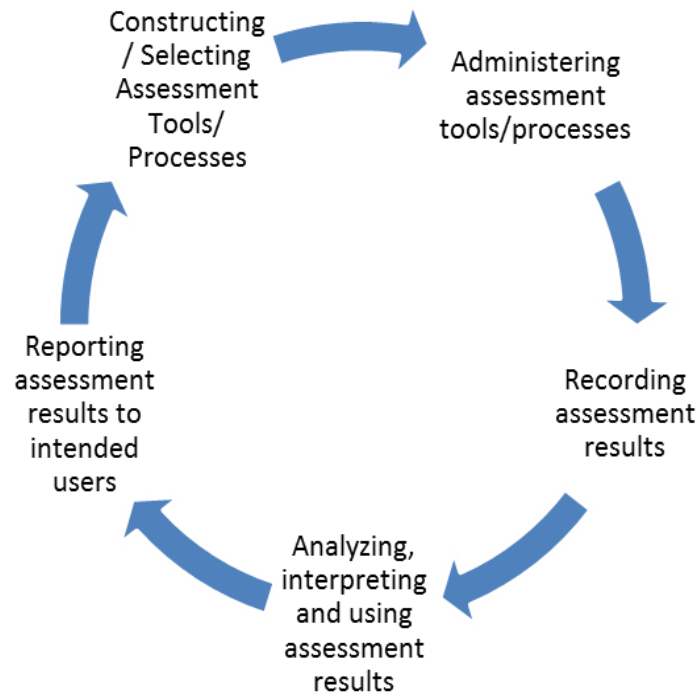 Constructing
/ Selecting
Assessment
Tools/
Processes
Administering
assessment
tools/processes
Recording
assessment
results
Analyzing,
interpreting
and using
assessment
results
Reporting
assessment
results to
intended
users